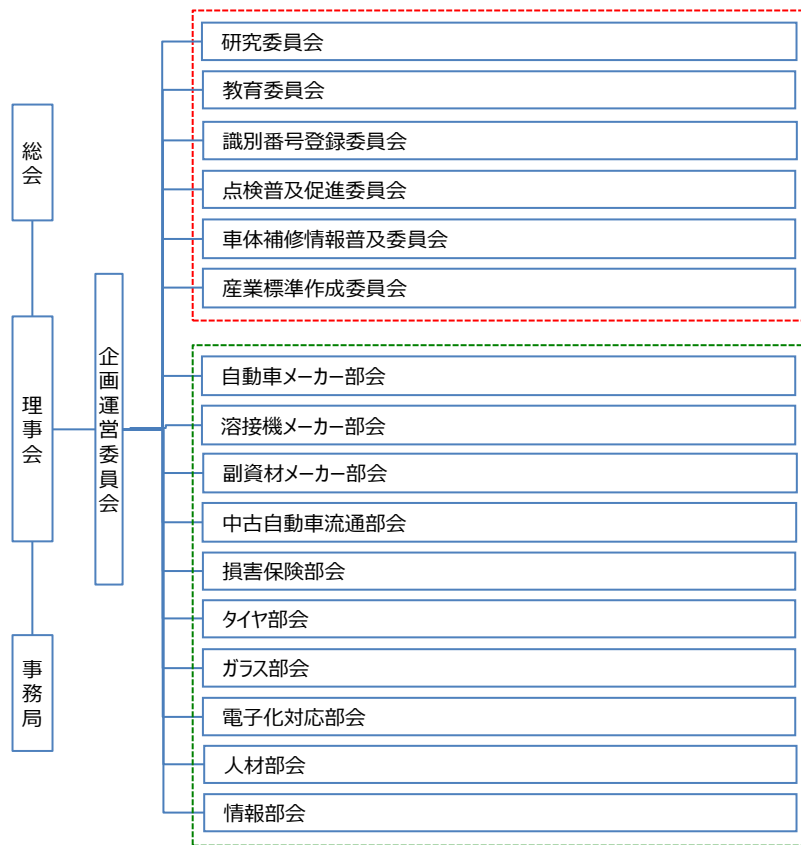 総会
理事会
事務局
企画運営委員会
研究委員会
教育委員会
識別番号登録委員会
点検普及促進委員会
車体補修情報普及委員会
産業標準作成委員会
自動車メーカー部会
溶接機メーカー部会
副資材メーカー部会
中古自動車流通部会
損害保険部会
タイヤ部会
ガラス部会
電子化対応部会
人材部会
情報部会